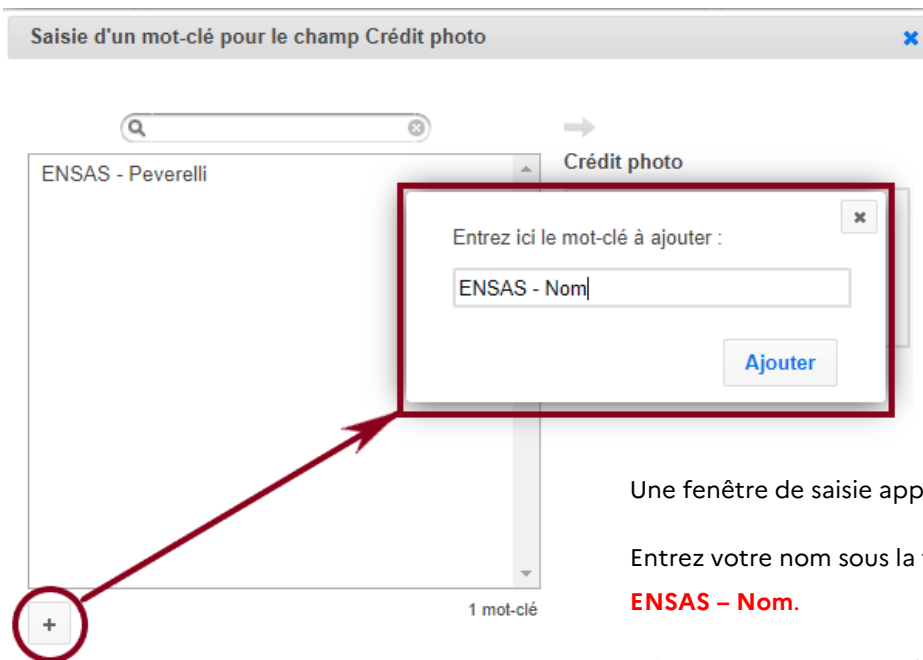 Saisie d'un mot-clé pour le champ Crédit photo
Crédit photo
ENSAS - Peverelli
Entrez ici le mot-clé à ajouter :
ENSAS - Nom
Ajouter
Une fenêtre de saisie app
Entrez votre nom sous la
ENSAS – Nom.
1 mot-clé
+